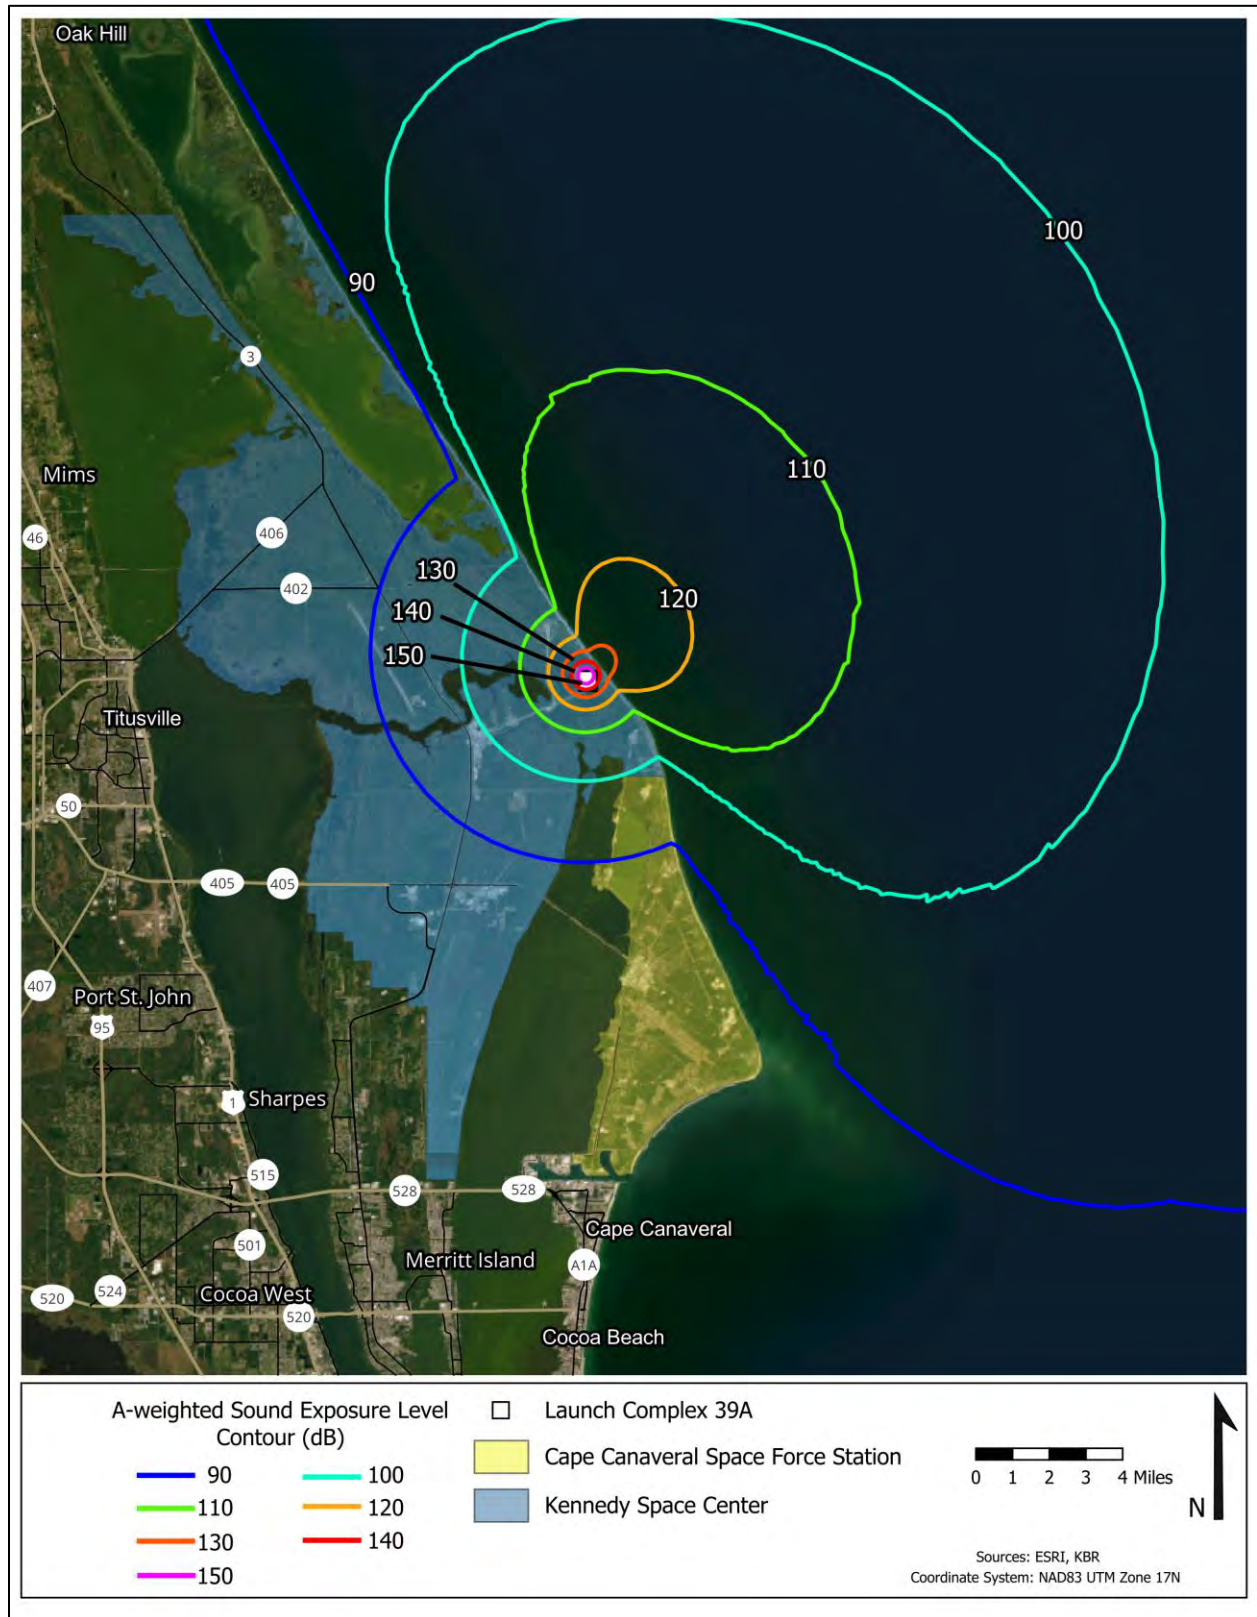 Oak Hill
100
90
3
Mims
110
46
406
130
402
120
140
150
Titusville
50
405
405
407
Port St. John
95
1
Sharpes
515
528
528
Cape Canaveral
501
Merritt Island
A1A
524
Cocoa West
520
520
Cocoa Beach
A-weighted Sound Exposure Level
Contour (dB)
90
100
110
120
130
140
150
Launch Complex 39A
Cape Canaveral Space Force Station
Kennedy Space Center
0 1 2 3 4 Miles
N
Sources: ESRI, KBR
Coordinate System: NAD83 UTM Zone 17N